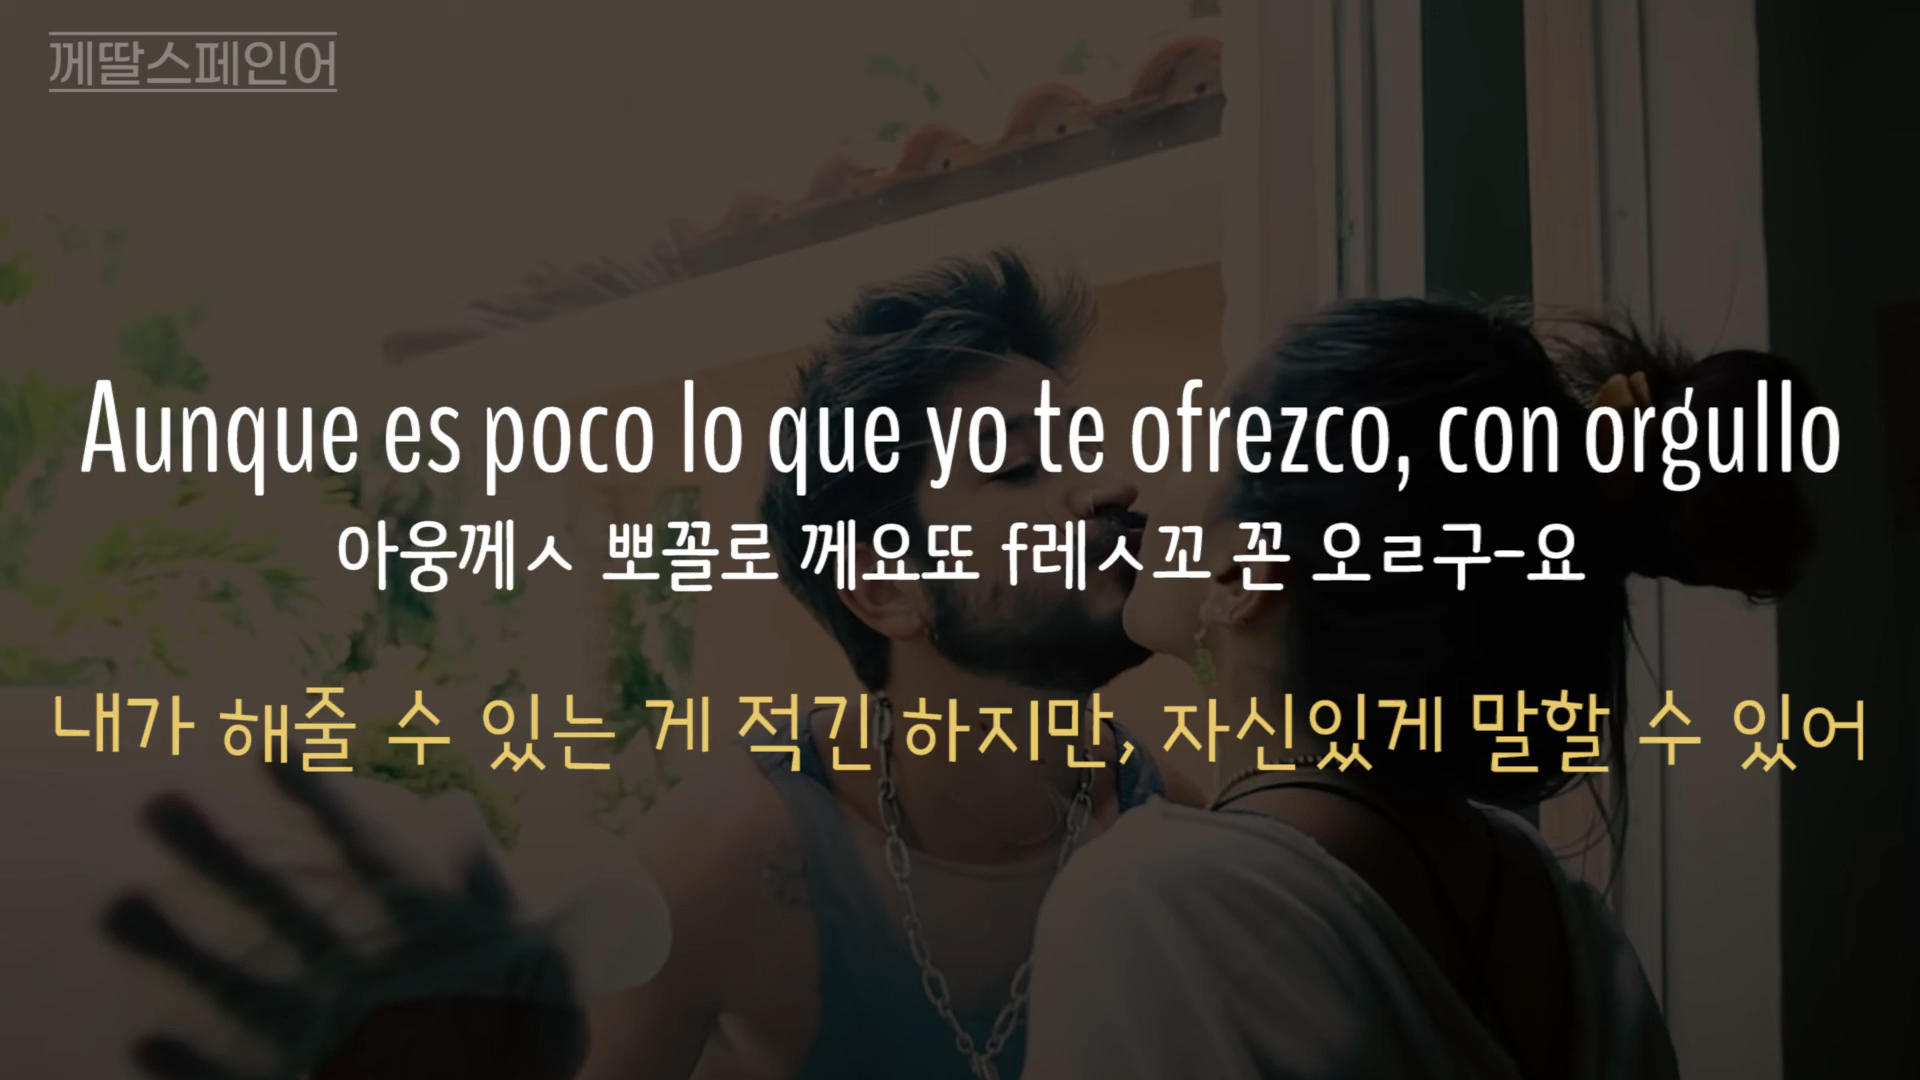 께딸스페인어
Aunque es poco lo que yo te ofrezco, con orgullo
아웅께ㅅ 뽀꼴로 께요뚀 f레ㅅ꼬 꼰 오ㄹ구-요
내가 해줄 수 있는 게 적긴 하지만, 자신있게 말할 수 있어